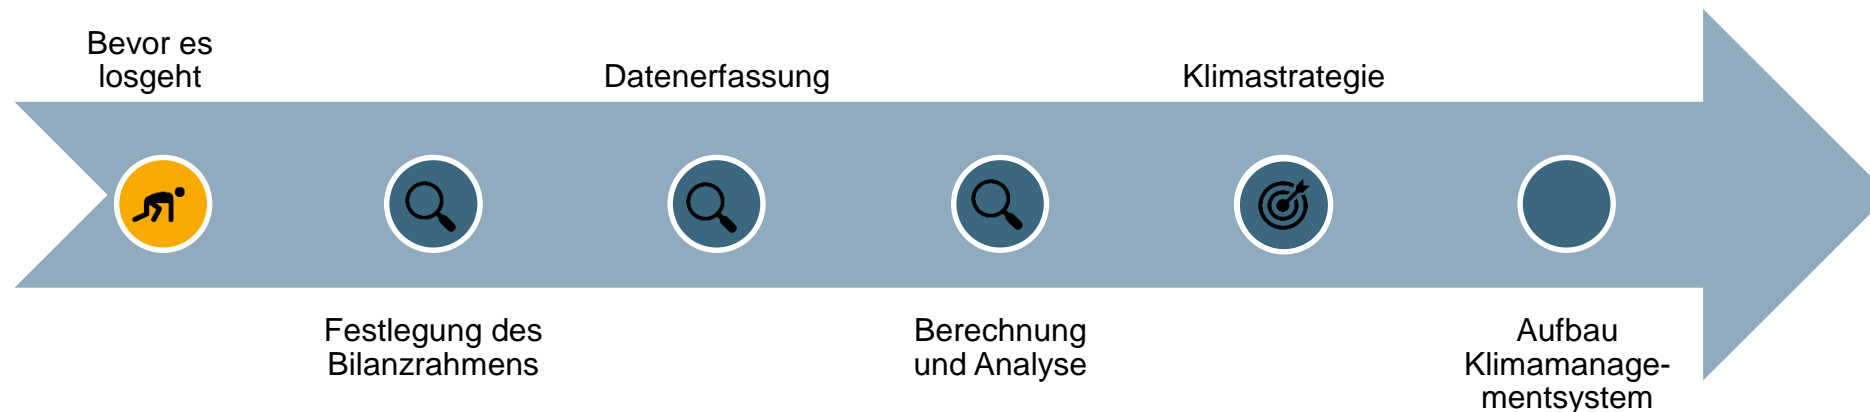 Bevor es
losgeht
Festlegung des
Bilanzrahmens
Datenerfassung
Berechnung
und Analyse
Klimastrategie
Aufbau
Klimamanage-
mentsystem